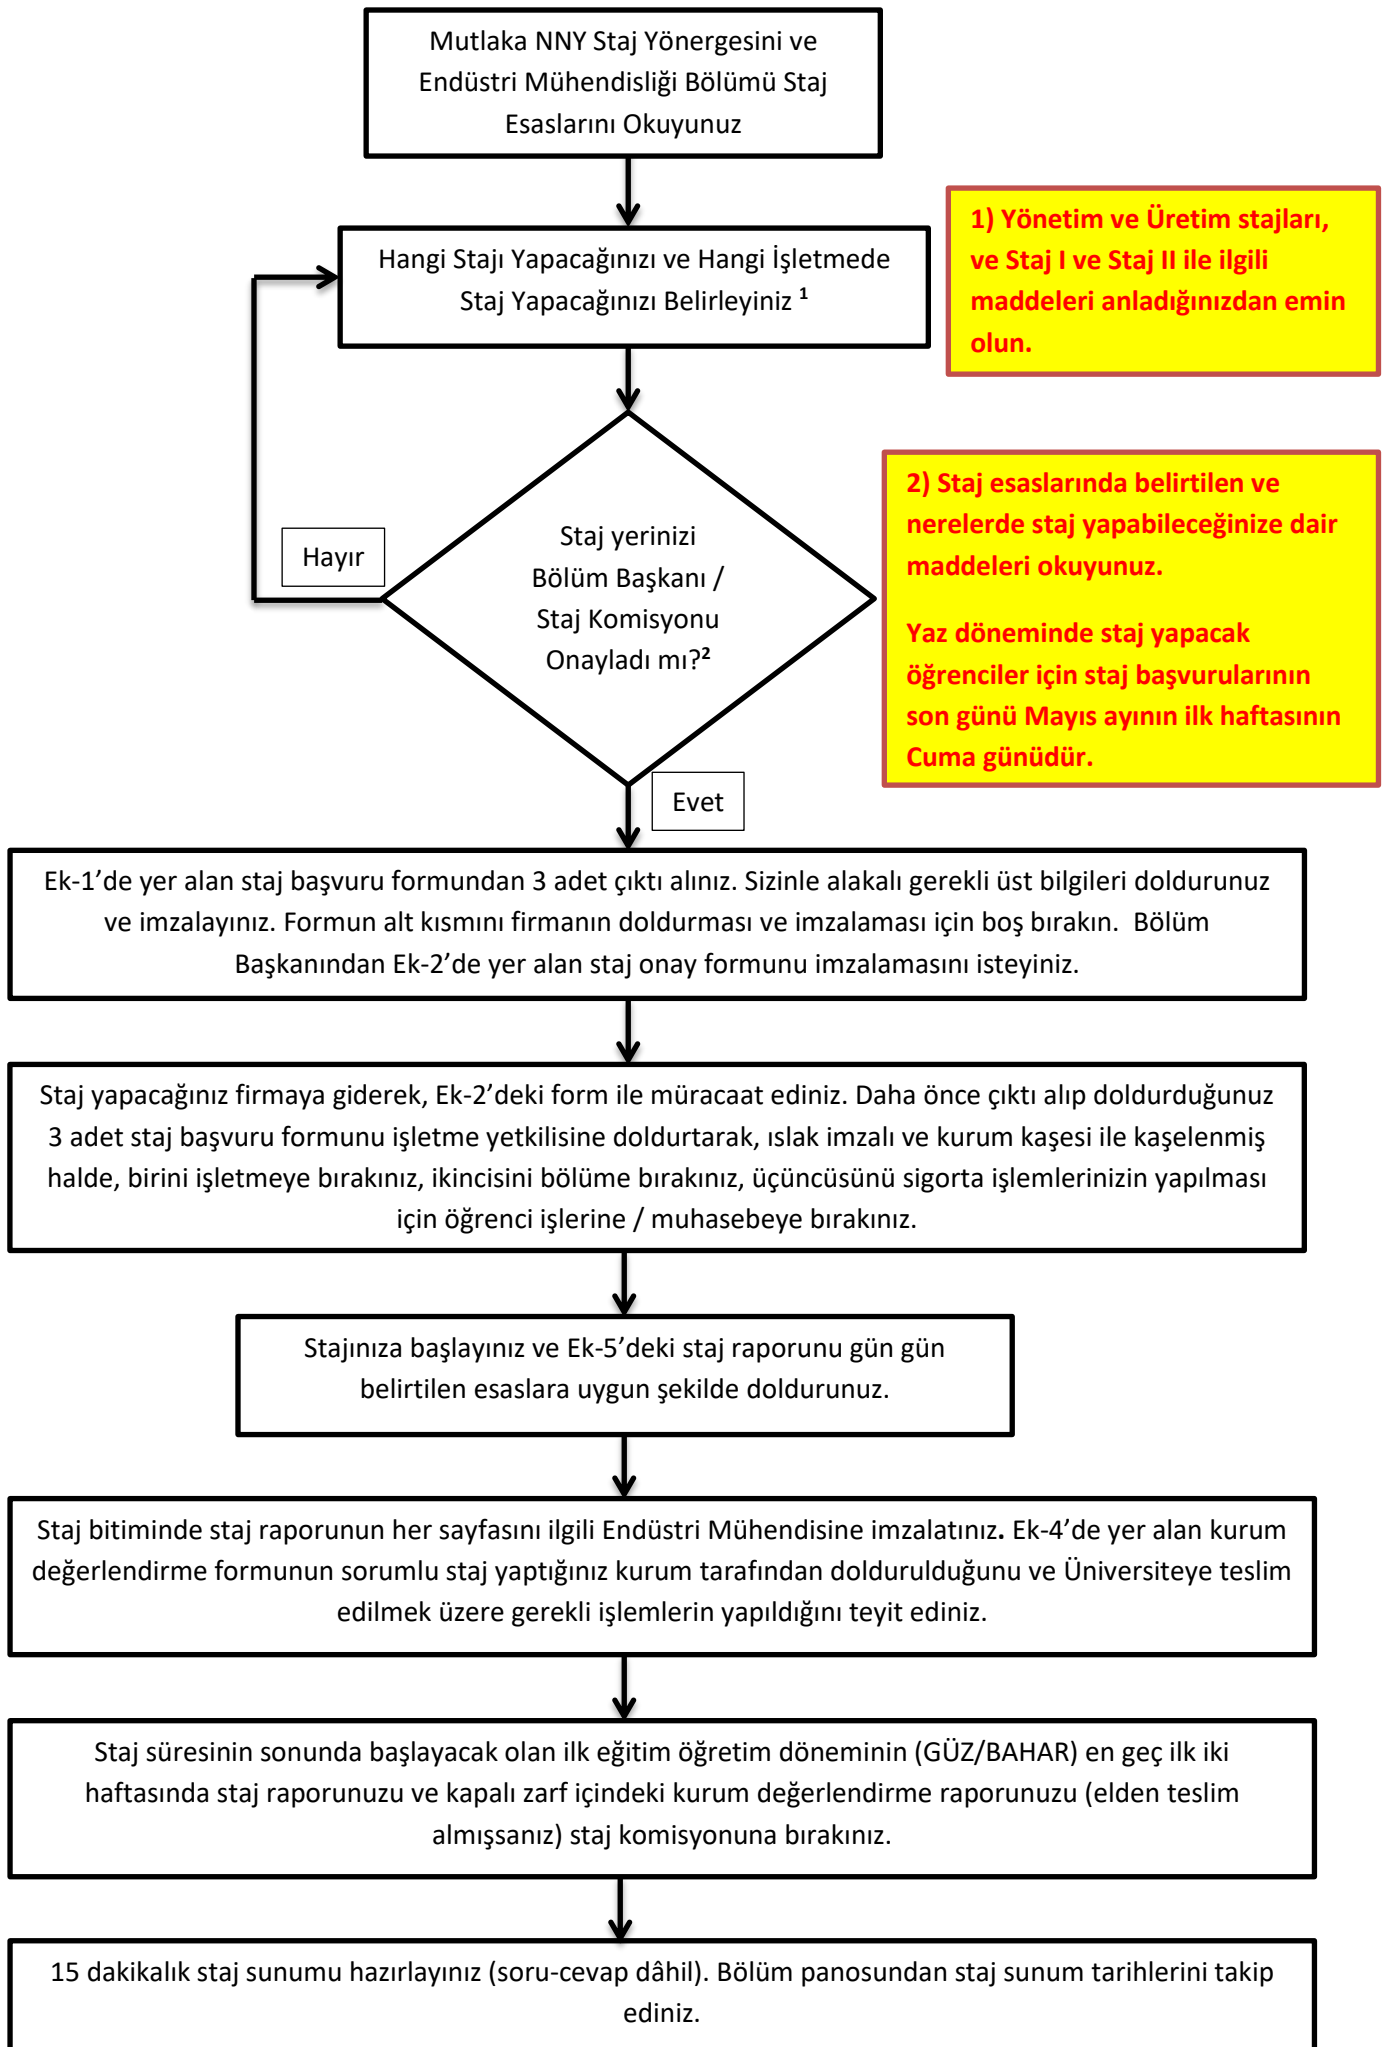 Mutlaka NNY Staj Yönergesini ve
Endüstri Mühendisliği Bölümü Staj
Esaslarını Okuyunuz
Hangi Stajı Yapacağınızı ve Hangi İşletmede
Staj Yapacağınızı Belirleyiniz ¹
1) Yönetim ve Üretim stajları,
ve Staj I ve Staj II ile ilgili
maddeleri anladığınızdan emin
olun.
Staj yerinizi
Bölüm Başkanı /
Staj Komisyonu
Onayladı mı?²
Hayır
2) Staj esaslarında belirtilen ve
nerelerde staj yapabileceğinize dair
maddeleri okuyunuz.
Yaz döneminde staj yapacak
öğrenciler için staj başvurularının
son günü Mayıs ayının ilk haftasının
Cuma günüdür.
Evet
Ek-1’de yer alan staj başvuru formundan 3 adet çıktı alınız. Sizinle alakalı gerekli üst bilgileri doldurunuz
ve imzalayınız. Formun alt kısmını firmanın doldurması ve imzalaması için boş bırakın. Bölüm
Başkanından Ek-2’de yer alan staj onay formunu imzalamasını isteyiniz.
Staj yapacağınız firmaya giderek, Ek-2’deki form ile müracaat ediniz. Daha önce çıktı alıp doldurduğunuz
3 adet staj başvuru formunu işletme yetkilisine doldurtarak, ıslak imzalı ve kurum kaşesi ile kaşelenmiş
halde, birini işletmeye bırakınız, ikincisini bölüme bırakınız, üçüncüsünü sigorta işlemlerinizin yapılması
için öğrenci işlerine / muhasebeye bırakınız.
Stajınıza başlayınız ve Ek-5’deki staj raporunu gün gün
belirtilen esaslara uygun şekilde doldurunuz.
Staj bitiminde staj raporunun her sayfasını ilgili Endüstri Mühendisine imzalatınız. Ek-4’de yer alan kurum
değerlendirme formunun sorumlu staj yaptığınız kurum tarafından doldurulduğunu ve Üniversiteye teslim
edilmek üzere gerekli işlemlerin yapıldığını teyit ediniz.
Staj süresinin sonunda başlayacak olan ilk eğitim öğretim döneminin (GÜZ/BAHAR) en geç ilk iki
haftasında staj raporunuzu ve kapalı zarf içindeki kurum değerlendirme raporunuzu (elden teslim
almışsanız) staj komisyonuna bırakınız.
15 dakikalık staj sunumu hazırlayınız (soru-cevap dâhil). Bölüm panosundan staj sunum tarihlerini takip
ediniz.